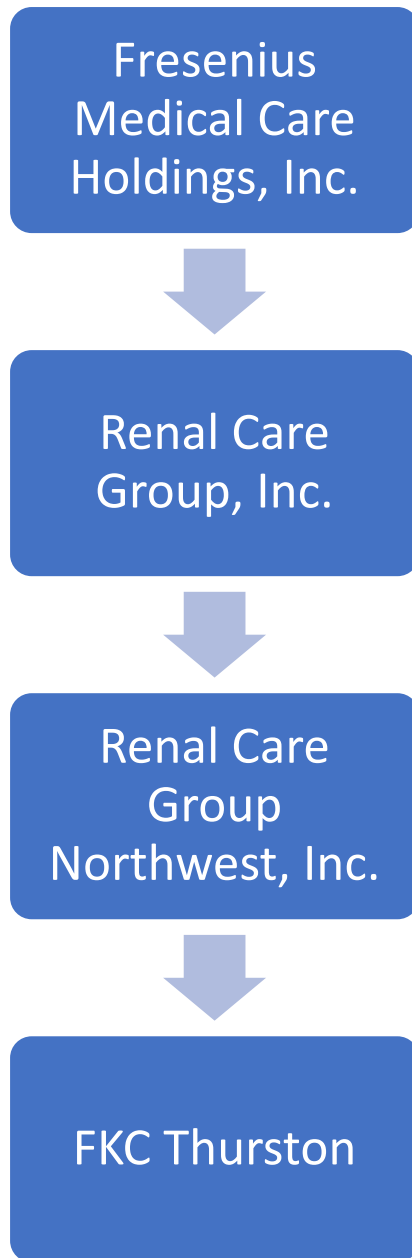 Fresenius
Medical Care
Holdings, Inc.
Renal Care
Group, Inc.
Renal Care
Group
Northwest, Inc.
FKC Thurston